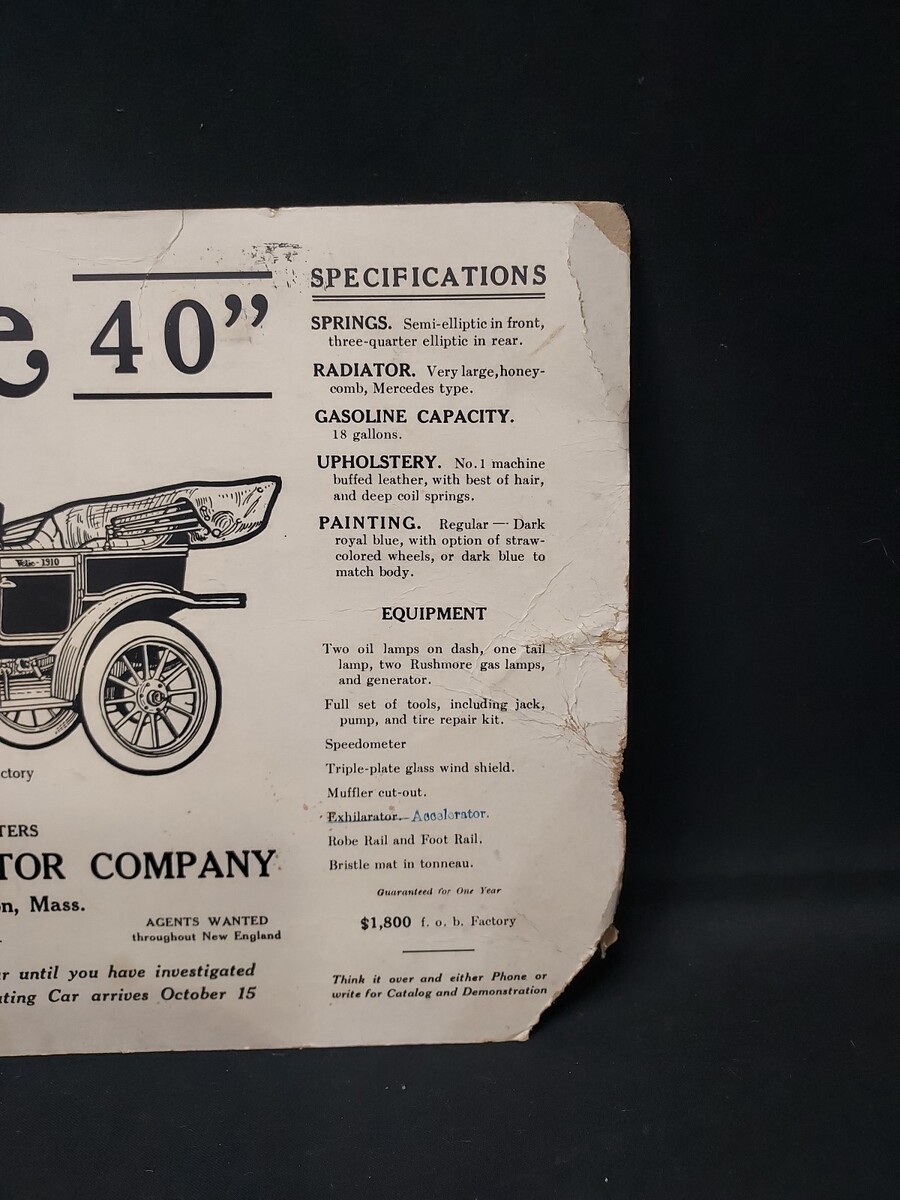 e 40”
Velie-1910
ctory
TERS
TOR COMPANY
n, Mass.
AGENTS WANTED
throughout New England
r until you have investigated
ting Car arrives October 15
SPECIFICATIONS
SPRINGS. Semi-elliptic in front,
three-quarter elliptic in rear.
RADIATOR. Very large, honey-
comb, Mercedes type.
GASOLINE CAPACITY.
18 gallons.
UPHOLSTERY. No. 1 machine
buffed leather, with best of hair,
and deep coil springs.
PAINTING. Regular — Dark
royal blue, with option of straw-
colored wheels, or dark blue to
match body.
EQUIPMENT
Two oil lamps on dash, one tail
lamp, two Rushmore gas lamps,
and generator.
Full set of tools, including jack,
pump, and tire repair kit.
Speedometer
Triple-plate glass wind shield.
Muffler cut-out.
Exhilarator. Accelorator.
Robe Rail and Foot Rail.
Bristle mat in tonneau.
Guaranteed for One Year
$1,800 f. o. b. Factory
Think it over and either Phone or
write for Catalog and Demonstration